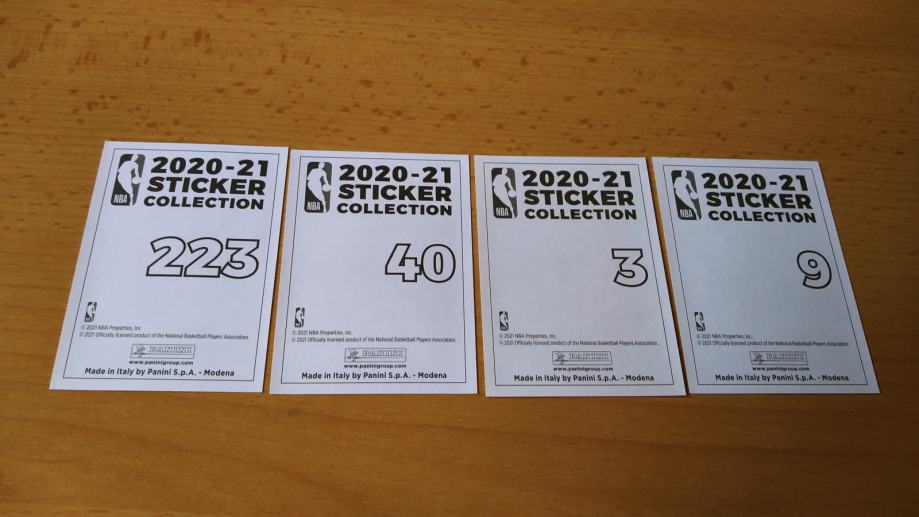 2020-21
STICKER
COLLECTION
NBA
223
© 2021 NBA Properties, Inc.
© 2021 Officially licensed product of the National Basketball Players Association.
PANINI
www.paninigroup.com
Made in Italy by Panini S.p.A. - Modena
2020-21
STICKER
COLLECTION
NBA
40
© 2021 NBA Properties, Inc.
© 2021 Officially licensed product of the National Basketball Players Association.
PANINI
www.paninigroup.com
Made in Italy by Panini S.p.A. - Modena
2020-21
STICKER
COLLECTION
NBA
3
© 2021 NBA Properties, Inc.
© 2021 Officially licensed product of the National Basketball Players Association.
PANINI
www.paninigroup.com
Made in Italy by Panini S.p.A. - Modena
2020-21
STICKER
COLLECTION
NBA
9
© 2021 NBA Properties, Inc.
© 2021 Officially licensed product of the National Basketball Players Association.
PANINI
www.paninigroup.com
Made in Italy by Panini S.p.A. - Modena